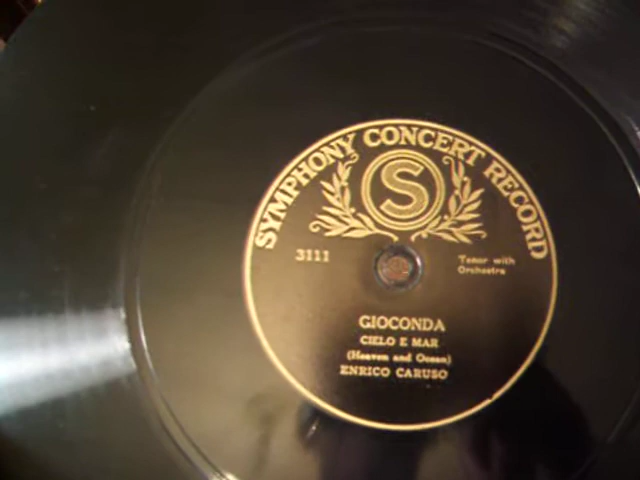 SYMPHONY CONCERT RECORD
S
3111
Tenor with
Orchestra
GIOCONDA
CIELO E MAR
(Heaven and Ocean)
ENRICO CARUSO